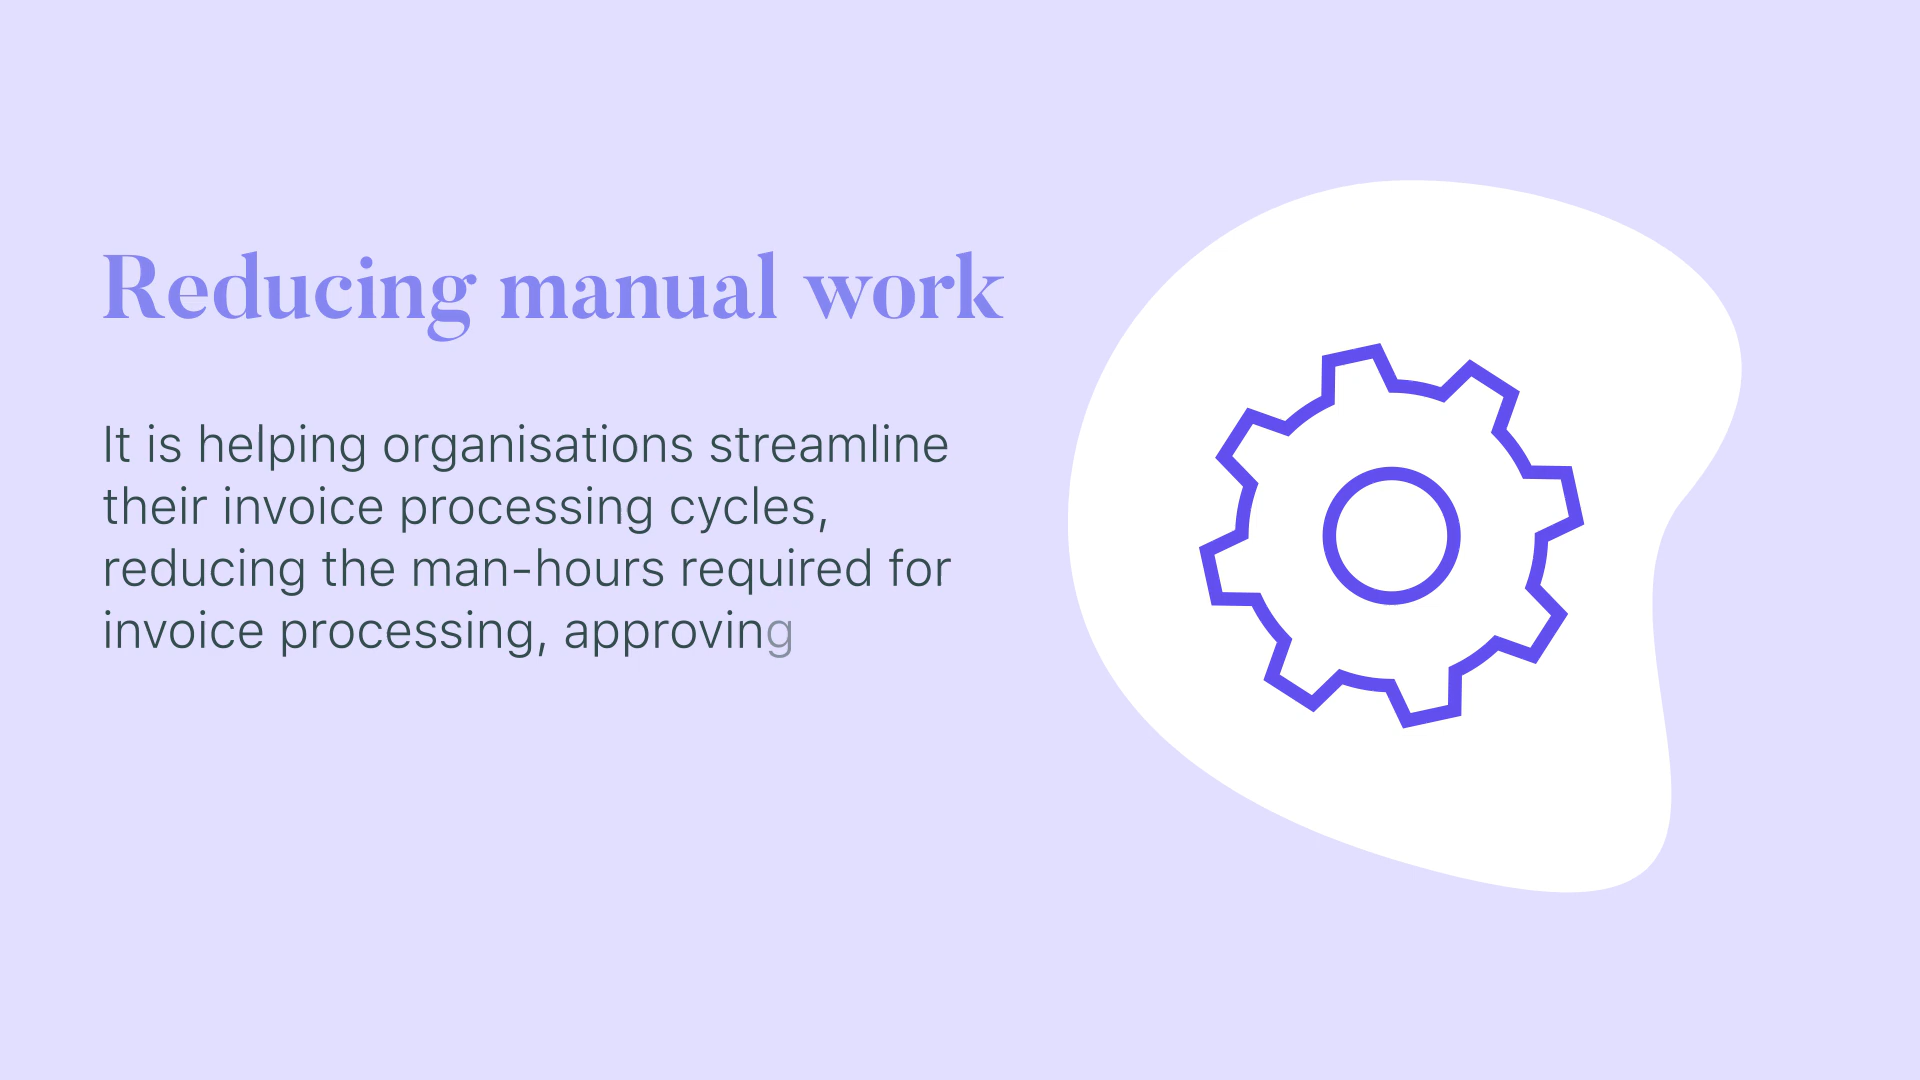 Reducing manual work
It is helping organisations streamline
their invoice processing cycles,
reducing the man-hours required for
invoice processing, approving